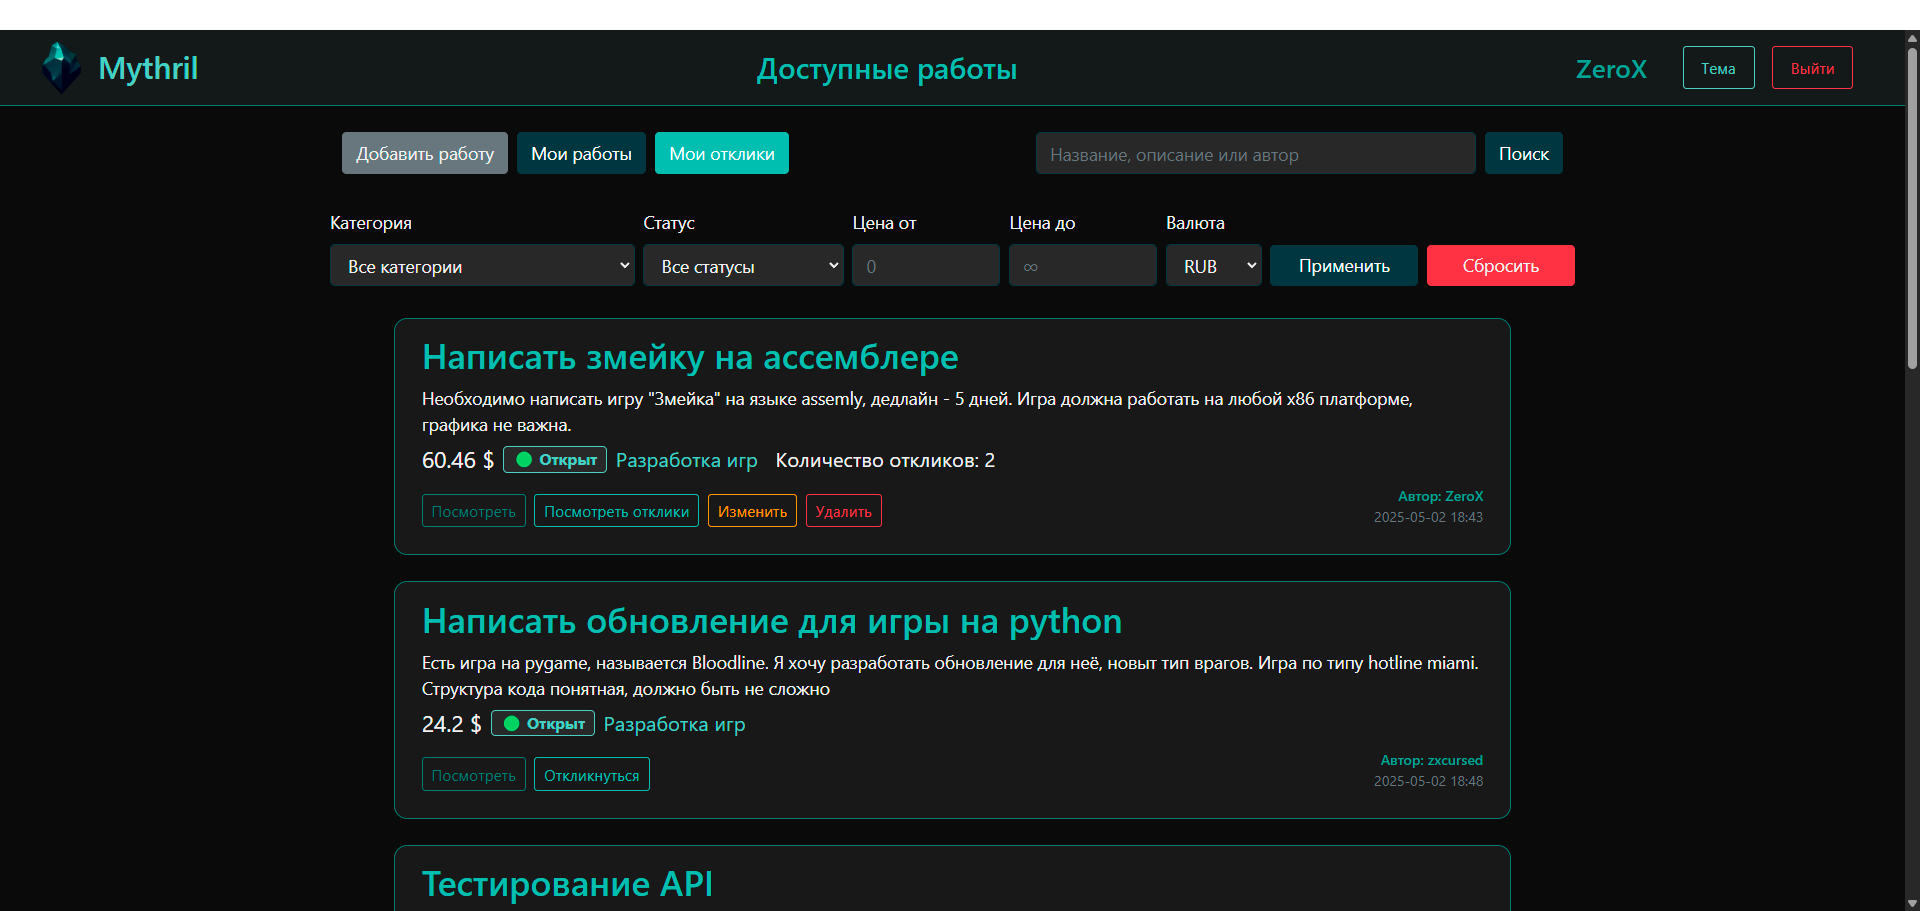 Mythril
Доступные работы
ZeroX
Тема
Выйти
Добавить работу
Мои работы
Мои отклики
Название, описание или автор
Поиск
Категория
Статус
Цена от
Цена до
Валюта
Все категории
Все статусы
0
∞
RUB
Применить
Сбросить
Написать змейку на ассемблере
Необходимо написать игру "Змейка" на языке assemly, дедлайн - 5 дней. Игра должна работать на любой x86 платформе,
графика не важна.
60.46 $ Открыт Разработка игр Количество откликов: 2
Посмотреть
Посмотреть отклики
Изменить
Удалить
Автор: ZeroX
2025-05-02 18:43
Написать обновление для игры на python
Есть игра на pygame, называется Bloodline. Я хочу разработать обновление для неё, новыт тип врагов. Игра по типу hotline miami.
Структура кода понятная, должно быть не сложно
24.2 $ Открыт Разработка игр
Посмотреть
Откликнуться
Автор: zxcursed
2025-05-02 18:48
Тестирование API